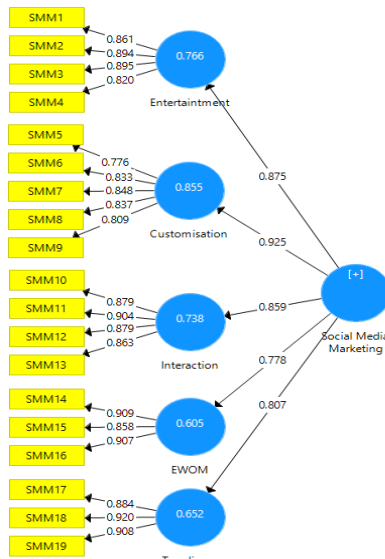 SMM1
SMM2
SMM3
SMM4
0.861
0.894
0.895
0.820
0.766
Entertaintment
SMM5
SMM6
SMM7
SMM8
SMM9
0.776
0.833
0.848
0.837
0.809
0.855
Customisation
SMM10
SMM11
SMM12
SMM13
0.879
0.904
0.879
0.863
0.738
Interaction
SMM14
SMM15
SMM16
0.909
0.858
0.907
0.605
EWOM
SMM17
SMM18
SMM19
0.884
0.920
0.908
0.652
0.875
0.925
0.859
0.778
0.807
[+]
Social Media
Marketing